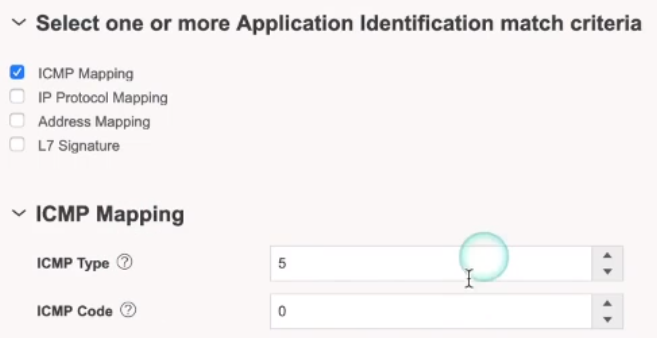 Select one or more Application Identification match criteria
ICMP Mapping
IP Protocol Mapping
Address Mapping
L7 Signature
ICMP Mapping
ICMP Type ? 5
ICMP Code ? 0